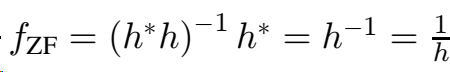 f_ZF = (h*h)⁻¹ h* = h⁻¹ = 1/h